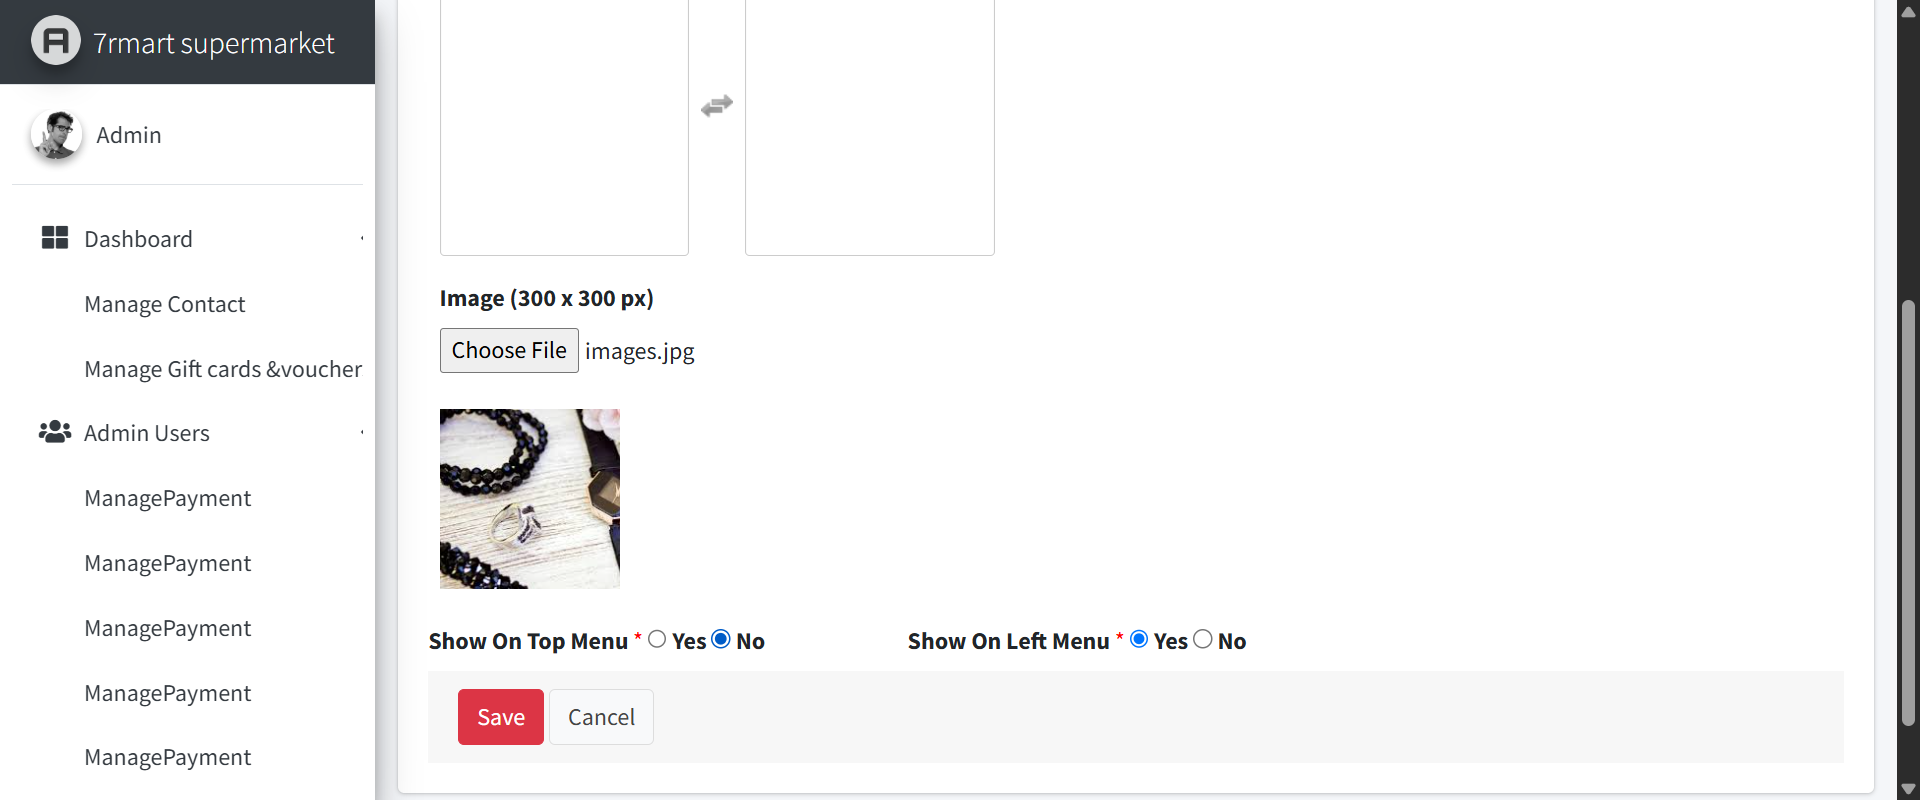 7rmart supermarket
Admin
Dashboard
Manage Contact
Manage Gift cards &voucher
Admin Users
ManagePayment
ManagePayment
ManagePayment
ManagePayment
ManagePayment
Image (300 x 300 px)
Choose File images.jpg
Show On Top Menu * Yes No
Show On Left Menu * Yes No
Save Cancel